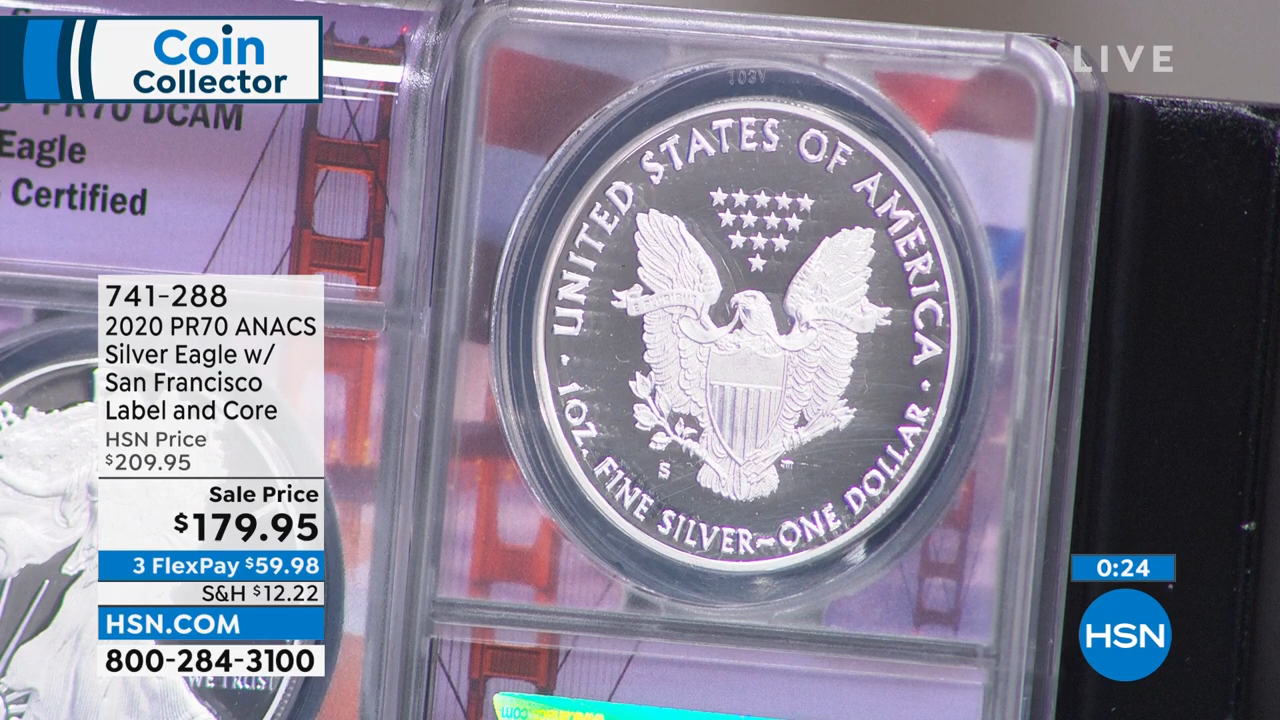 Coin
Collector
LIVE
PR70 DCAM
Eagle
Certified
741-288
2020 PR70 ANACS
Silver Eagle w/
San Francisco
Label and Core
HSN Price
$209.95
Sale Price
$179.95
3 FlexPay $59.98
S&H $12.22
HSN.COM
800-284-3100
WE TRUST
UNITED STATES OF AMERICA
1 OZ. FINE SILVER~ONE DOLLAR
S
0:24
HSN